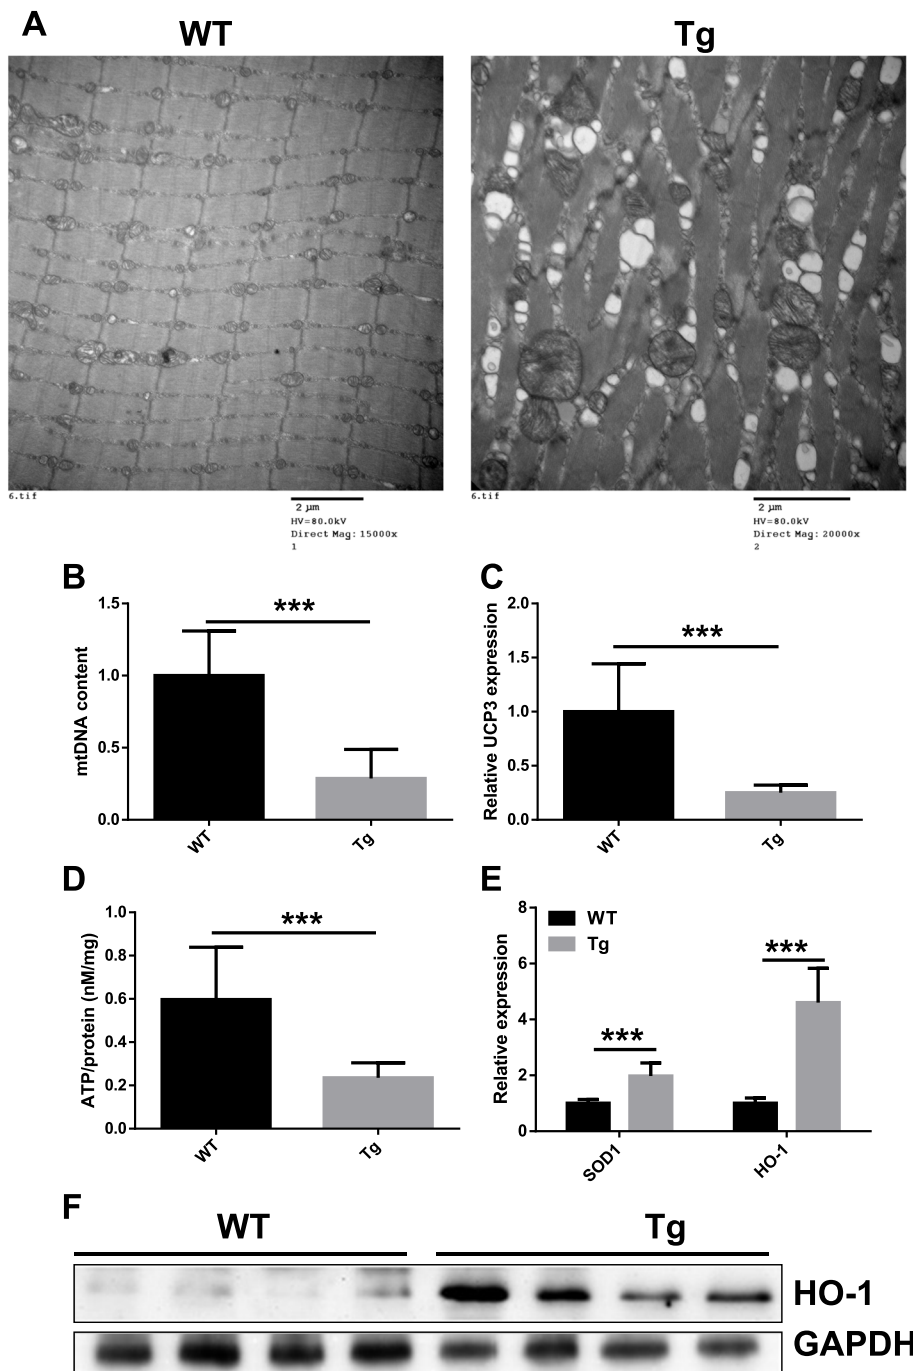 A
WT
Tg
6.tif
2 µm
HV=80.0kV
Direct Mag: 15000x
1
6.tif
2 µm
HV=80.0kV
Direct Mag: 20000x
2
B
mtDNA content
1.5
1.0
0.5
0.0
***
WT
Tg
C
Relative UCP3 expression
2.0
1.5
1.0
0.5
0.0
***
WT
Tg
D
ATP/protein (nM/mg)
1.0
0.8
0.6
0.4
0.2
0.0
***
WT
Tg
E
Relative expression
8
6
4
2
0
WT
Tg
***
***
SOD1
HO-1
F
WT
Tg
HO-1
GAPDH